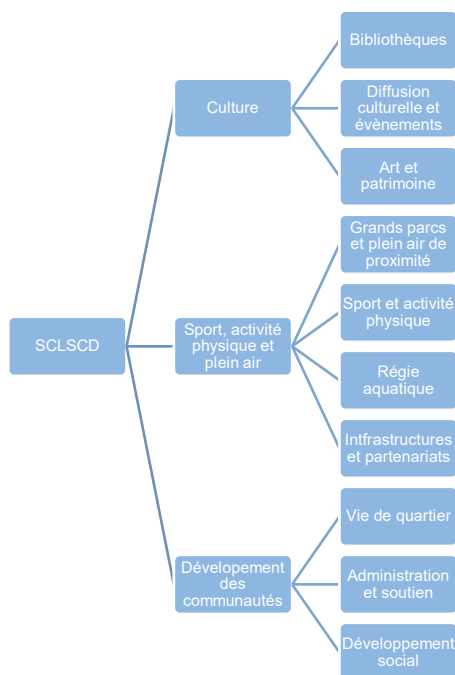 SCLSCD
Culture
Bibliothèques
Diffusion
culturelle et
évènements
Art et
patrimoine
Sport, activité
physique et
plein air
Grands parcs
et plein air de
proximité
Sport et activité
physique
Régie
aquatique
Intfrastructures
et partenariats
Dévelopement
des
communautés
Vie de quartier
Administration
et soutien
Développement
social